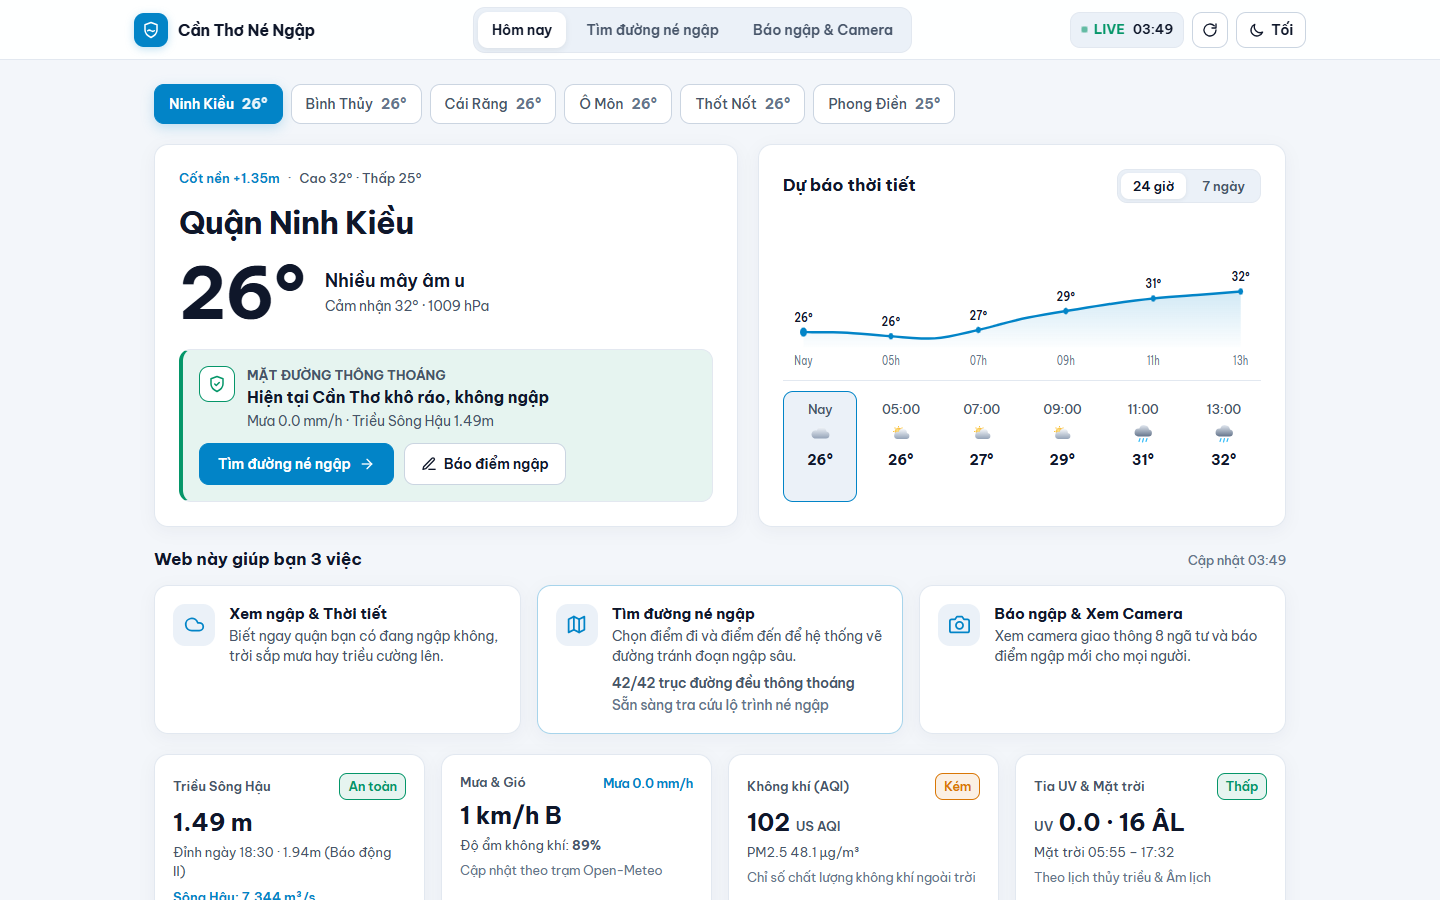 Cần Thơ Né Ngập
Hôm nay
Tìm đường né ngập
Báo ngập & Camera
LIVE 03:49
Tối
Ninh Kiều 26°
Bình Thủy 26°
Cái Răng 26°
Ô Môn 26°
Thốt Nốt 26°
Phong Điền 25°
Cốt nền +1.35m · Cao 32° · Thấp 25°
Quận Ninh Kiều
26°
Nhiều mây âm u
Cảm nhận 32° · 1009 hPa
MẶT ĐƯỜNG THÔNG THOÁNG
Hiện tại Cần Thơ khô ráo, không ngập
Mưa 0.0 mm/h · Triều Sông Hậu 1.49m
Tìm đường né ngập
Báo điểm ngập
Dự báo thời tiết
24 giờ
7 ngày
26° 26° 27° 29° 31° 32°
Nay 05h 07h 09h 11h 13h
Nay 05:00 07:00 09:00 11:00 13:00
26° 26° 27° 29° 31° 32°
Web này giúp bạn 3 việc
Cập nhật 03:49
Xem ngập & Thời tiết
Biết ngay quận bạn có đang ngập không,
trời sắp mưa hay triều cường lên.
Tìm đường né ngập
Chọn điểm đi và điểm đến để hệ thống vẽ
đường tránh đoạn ngập sâu.
42/42 trục đường đều thông thoáng
Sẵn sàng tra cứu lộ trình né ngập
Báo ngập & Xem Camera
Xem camera giao thông 8 ngã tư và báo
điểm ngập mới cho mọi người.
Triều Sông Hậu
An toàn
1.49 m
Đỉnh ngày 18:30 · 1.94m (Báo động
II)
Sông Hậu: 7.344 m³/s
Mưa & Gió
Mưa 0.0 mm/h
1 km/h B
Độ ẩm không khí: 89%
Cập nhật theo trạm Open-Meteo
Không khí (AQI)
Kém
102 US AQI
PM2.5 48.1 µg/m³
Chỉ số chất lượng không khí ngoài trời
Tia UV & Mặt trời
Thấp
UV 0.0 · 16 ÂL
Mặt trời 05:55 – 17:32
Theo lịch thủy triều & Âm lịch